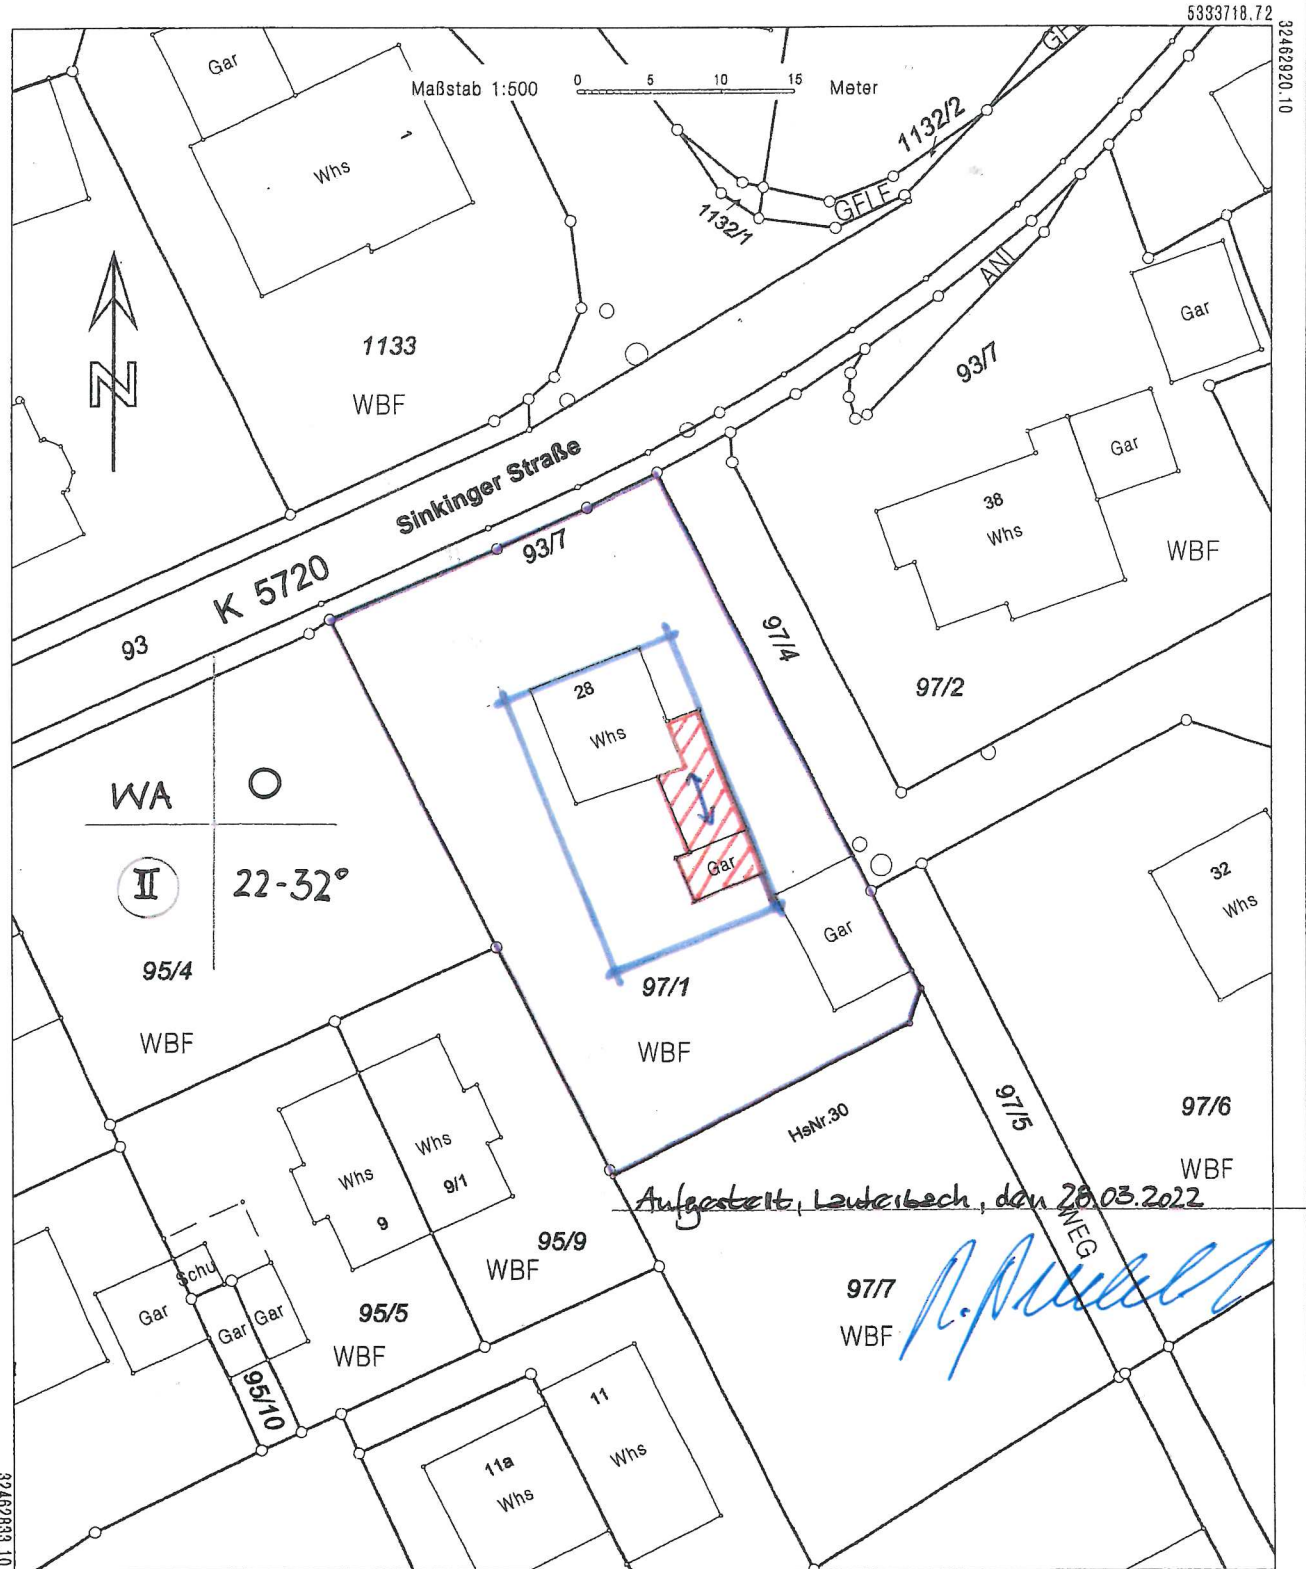 5333718.72
32462920.10
Maßstab 1:500 0 5 10 15 Meter
Gar
1
Whs
1132/2
GFLF
1132/1
ANL
Gar
N
1133
WBF
93/7
Sinkinger Straße
Gar
38
Whs
WBF
93/7
K 5720
93
97/4
97/2
28
Whs
WA O
II 22-32°
Gar
32
Whs
Gar
95/4
97/1
WBF
WBF
97/5
97/6
HsNr.30
WBF
Whs
9/1
Whs
9
Aufgestellt, Lauterbach, den 28.03.2022
WEG
95/9
WBF
Schu
97/7
Gar
Gar
Gar
95/5
WBF
WBF
95/10
11
Whs
11a
Whs
32462833.10